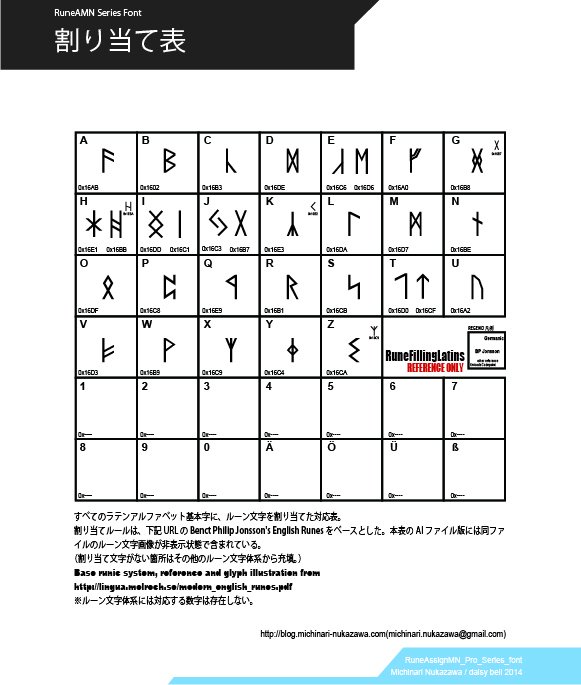 RuneAMN Series Font
割り当て表
A B C D E F G
0x16AB 0x16D2 0x16B3 0x16DE 0x16C6 0x16D6 0x16A0 0x16B8
H I J K L M N
0x16E1 0x16BB 0x16DD 0x16C1 0x16C3 0x16B7 0x16E3 0x16DA 0x16D7 0x16BE
O P Q R S T U
0x16DF 0x16C8 0x16E9 0x16B1 0x16CB 0x16D0 0x16CF 0x16A2
V W X Y Z
0x16D3 0x16B9 0x16C9 0x16C4 0x16CA
RuneFillingLatins
REFERENCE ONLY
REGEND 凡例
Germanic
BP Jonsson
1 2 3 4 5 6 7
0x---- 0x---- 0x---- 0x---- 0x---- 0x---- 0x----
8 9 0 Ä Ö Ü ß
0x---- 0x---- 0x---- 0x---- 0x---- 0x---- 0x----
すべてのラテンアルファベット基本字に、ルーン文字を割り当てた対応表。
割り当てルールは、下記 URL の Benct Philip Jonsson's English Runes をベースとした。本表の AI ファイル版には同ファ
イルのルーン文字画像が非表示状態で含まれている。
（割り当て文字がない箇所はその他のルーン文字体系から充填。）
Base runic system, reference and glyph illustration from
http://lingua.melroch.se/modern_english_runes.pdf
※ルーン文字体系には対応する数字は存在しない。
http://blog.michinari-nukazawa.com(michinari.nukazawa@gmail.com)
RuneAssignMN_Pro_Series_font
Michinari Nukazawa / daisy bell 2014